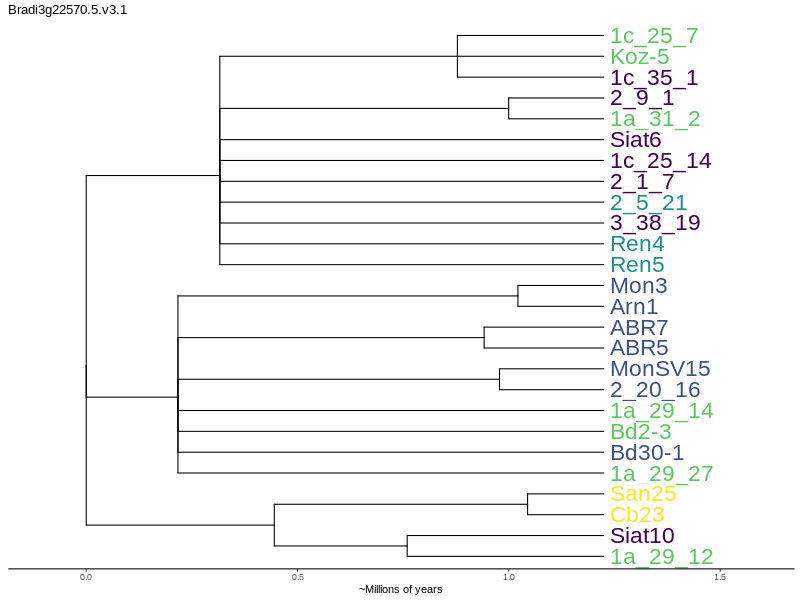 Bradi3g22570.5.v3.1
1c_25_7
Koz-5
1c_35_1
2_9_1
1a_31_2
Siat6
1c_25_14
2_1_7
2_5_21
3_38_19
Ren4
Ren5
Mon3
Arn1
ABR7
ABR5
MonSV15
2_20_16
1a_29_14
Bd2-3
Bd30-1
1a_29_27
San25
Cb23
Siat10
1a_29_12
0.0 0.5 1.0 1.5
~Millions of years